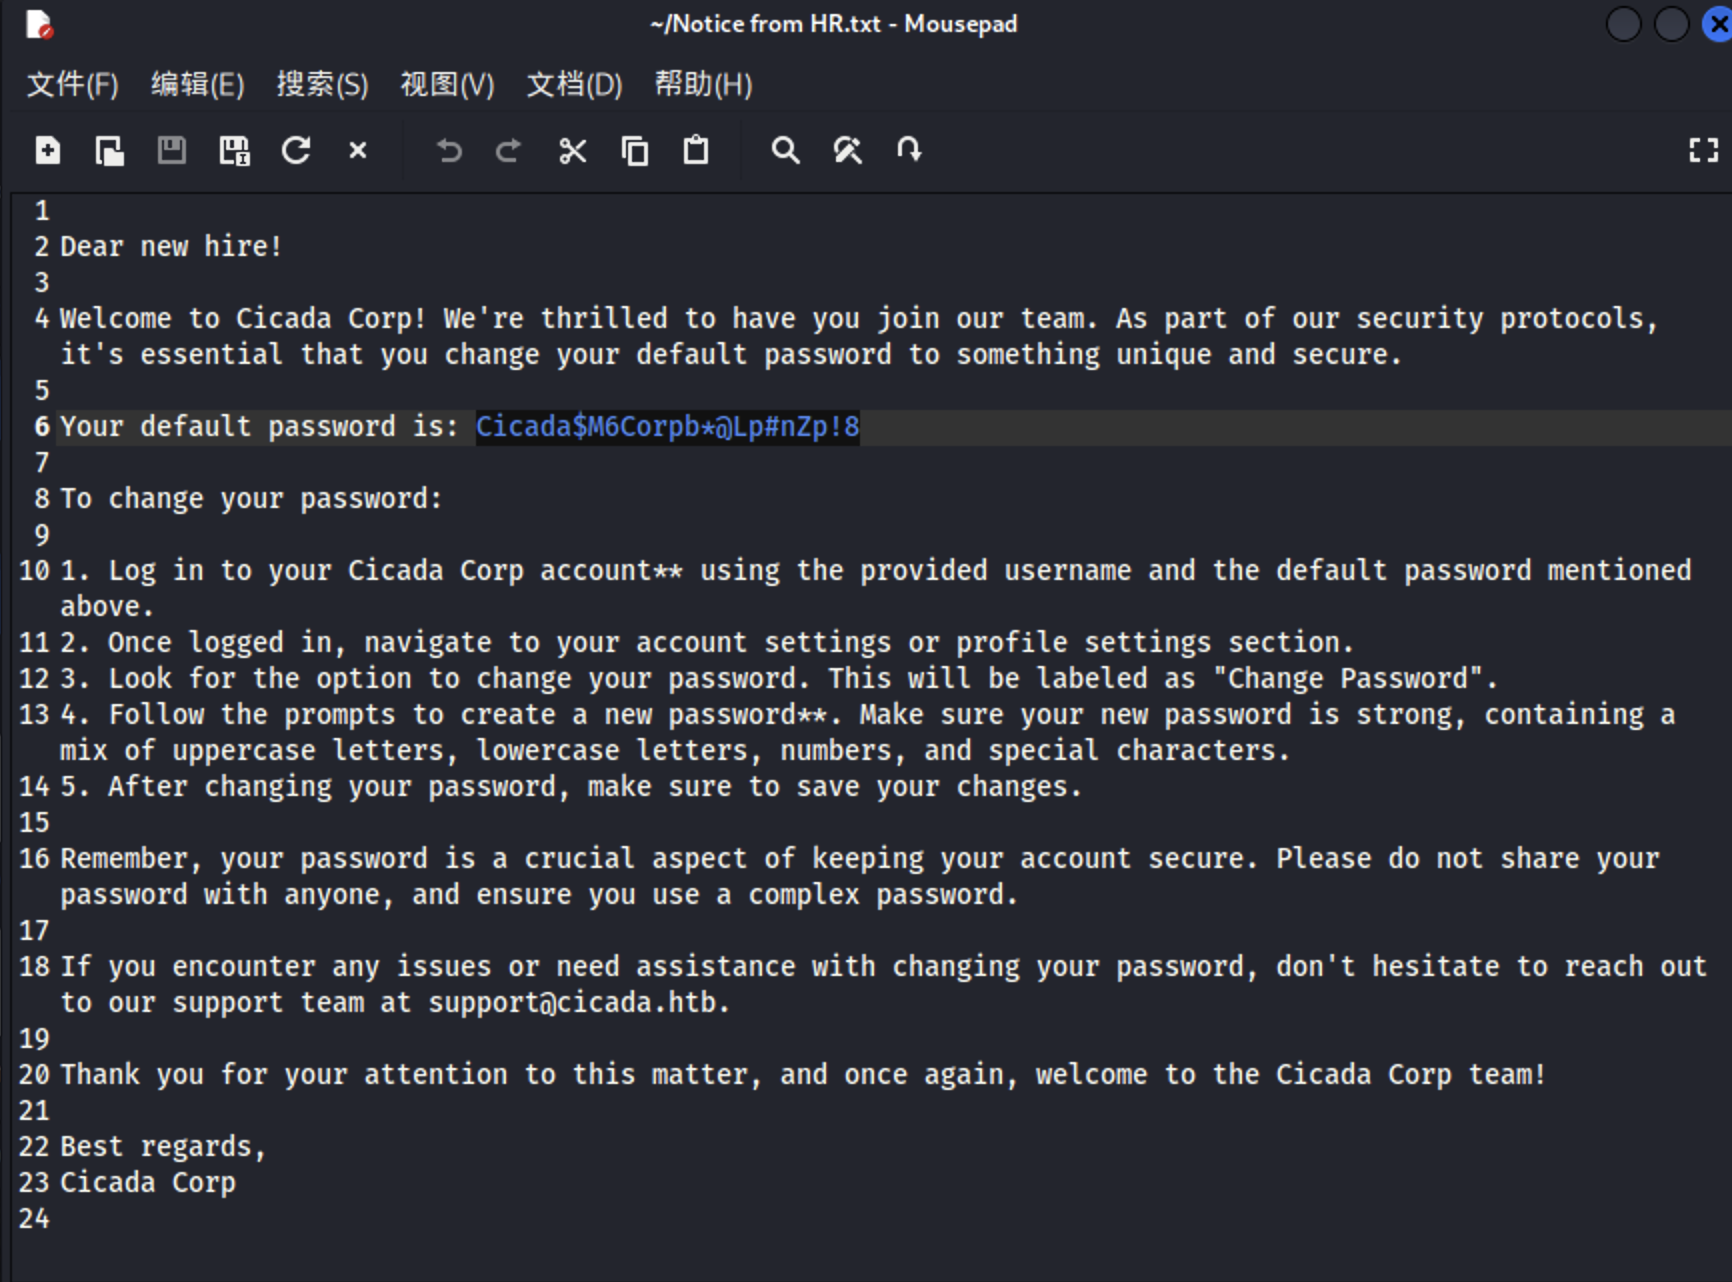 ~/Notice from HR.txt - Mousepad
文件(F) 编辑(E) 搜索(S) 视图(V) 文档(D) 帮助(H)
1
2 Dear new hire!
3
4 Welcome to Cicada Corp! We're thrilled to have you join our team. As part of our security protocols,
it's essential that you change your default password to something unique and secure.
5
6 Your default password is: Cicada$M6Corpb*@Lp#nZp!8
7
8 To change your password:
9
10 1. Log in to your Cicada Corp account** using the provided username and the default password mentioned
above.
11 2. Once logged in, navigate to your account settings or profile settings section.
12 3. Look for the option to change your password. This will be labeled as "Change Password".
13 4. Follow the prompts to create a new password**. Make sure your new password is strong, containing a
mix of uppercase letters, lowercase letters, numbers, and special characters.
14 5. After changing your password, make sure to save your changes.
15
16 Remember, your password is a crucial aspect of keeping your account secure. Please do not share your
password with anyone, and ensure you use a complex password.
17
18 If you encounter any issues or need assistance with changing your password, don't hesitate to reach out
to our support team at support@cicada.htb.
19
20 Thank you for your attention to this matter, and once again, welcome to the Cicada Corp team!
21
22 Best regards,
23 Cicada Corp
24